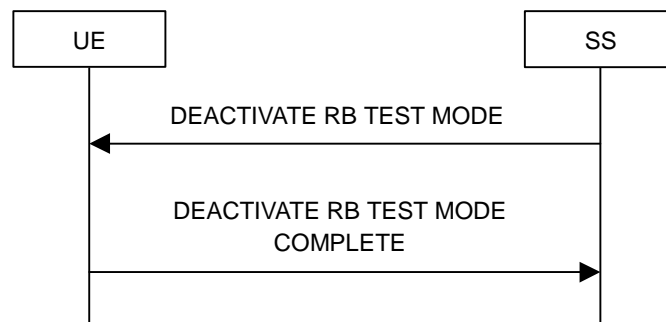 UE
SS
DEACTIVATE RB TEST MODE
DEACTIVATE RB TEST MODE
COMPLETE